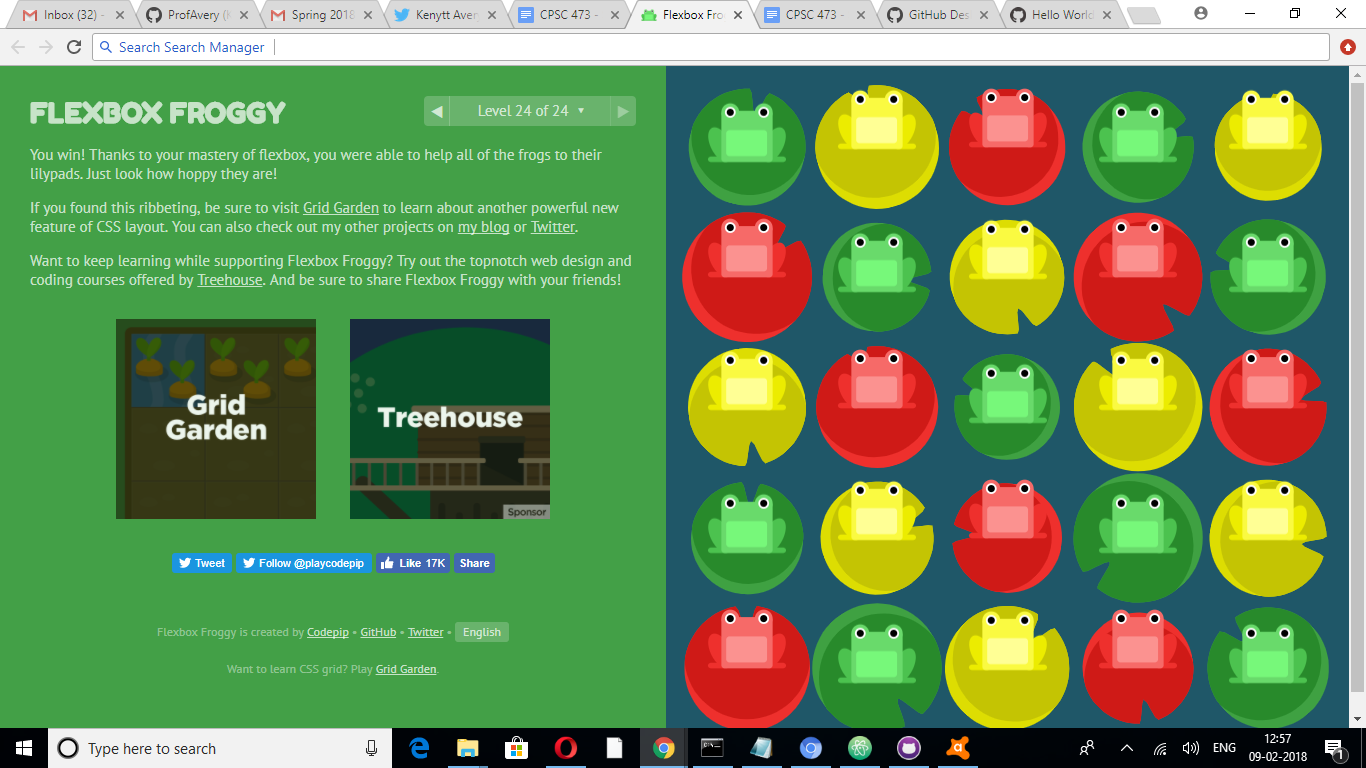 Inbox (32) -
ProfAvery (
Spring 2018
Kenytt Aver
CPSC 473 -
Flexbox Fro
CPSC 473 -
GitHub Des
Hello World
Search Search Manager
FLEXBOX FROGGY
◀ Level 24 of 24 ▼ ▶
You win! Thanks to your mastery of flexbox, you were able to help all of the frogs to their
lilypads. Just look how hoppy they are!
If you found this ribbeting, be sure to visit Grid Garden to learn about another powerful new
feature of CSS layout. You can also check out my other projects on my blog or Twitter.
Want to keep learning while supporting Flexbox Froggy? Try out the topnotch web design and
coding courses offered by Treehouse. And be sure to share Flexbox Froggy with your friends!
Grid
Garden
Treehouse
Sponsor
Tweet
Follow @playcodepip
Like 17K
Share
Flexbox Froggy is created by Codepip • GitHub • Twitter • English
Want to learn CSS grid? Play Grid Garden.
Type here to search
ENG
12:57
09-02-2018
1